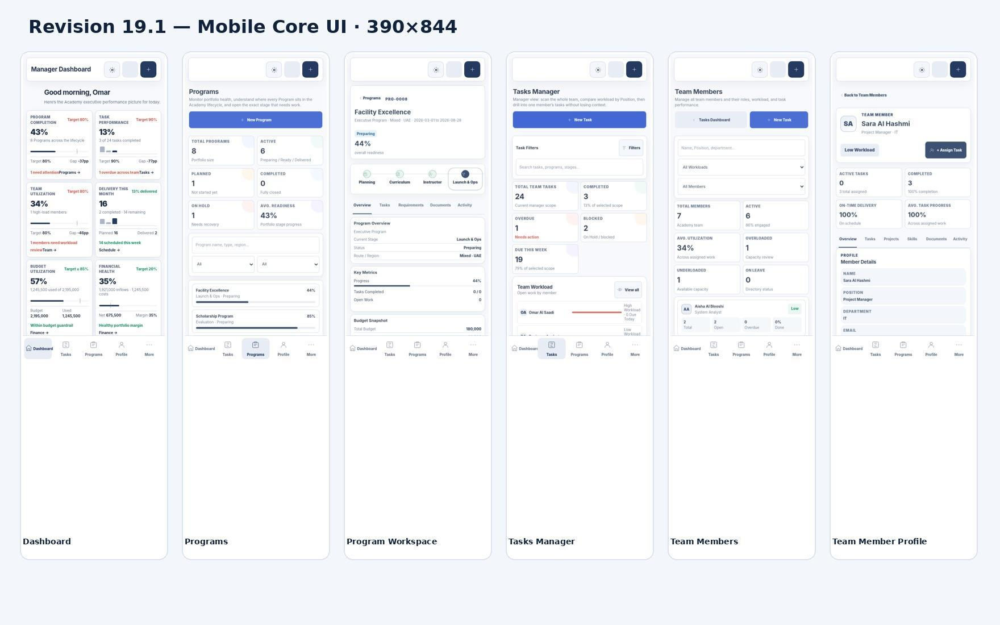 Revision 19.1 — Mobile Core UI · 390×844
Manager Dashboard
Good morning, Omar
Here's the Academy executive performance picture for today.
PROGRAM COMPLETION
Target 80%
43%
8 Programs across the lifecycle
Target 80%
Gap -37pp
1 need attentionPrograms →
TASK PERFORMANCE
Target 90%
13%
3 of 24 tasks completed
Target 90%
Gap -77pp
1 overdue across teamTasks →
TEAM UTILIZATION
Target 80%
34%
1 high-load members
Target 80%
Gap -46pp
1 members need workload
reviewTeam →
DELIVERY THIS MONTH
13% delivered
16
2 completed · 14 remaining
Planned 16
Delivered 2
14 scheduled this week
Schedule →
BUDGET UTILIZATION
Target ≤ 85%
57%
1,245,500 used of 2,195,000
Budget
2,195,000
Used
1,245,500
Within budget guardrail
Finance →
FINANCIAL HEALTH
Target 20%
35%
1,921,000 inflows · 1,245,500
costs
Net 675,500
Margin 35%
Healthy portfolio margin
Finance →
Dashboard
Tasks
Programs
Profile
More
Dashboard
Programs
Monitor portfolio health, understand where every Program sits in the
Academy lifecycle, and open the exact stage that needs work.
+ New Program
TOTAL PROGRAMS
8
Portfolio size
ACTIVE
6
Preparing / Ready / Delivered
PLANNED
1
Not started yet
COMPLETED
0
Fully closed
ON HOLD
1
Needs recovery
AVG. READINESS
43%
Portfolio stage progress
Program name, type, region...
All
All
Facility Excellence
44%
Launch & Ops · Preparing
Scholarship Program
85%
Evaluation · Preparing
Dashboard
Tasks
Programs
Profile
More
Programs
‹ Programs
PRG-0008
Facility Excellence
Executive Program · Mixed · UAE · 2026-03-01 to 2026-08-28
Preparing
44%
overall readiness
Planning
Curriculum
Instructor
Launch & Ops
Overview
Tasks
Requirements
Documents
Activity
Program Overview
Executive Program
Current Stage
Launch & Ops
Status
Preparing
Route / Region
Mixed · UAE
Key Metrics
Progress
44%
Tasks Completed
0 / 0
Open Work
0
Budget Snapshot
Total Budget
180,000
Dashboard
Tasks
Programs
Profile
More
Program Workspace
Tasks Manager
Manager view: scan the whole team, compare workload by Position, then
drill into one member's tasks without losing context.
+ New Task
Task Filters
Filters
Search tasks, programs, stages...
TOTAL TEAM TASKS
24
Current manager scope
COMPLETED
3
13% of selected scope
OVERDUE
1
Needs action
BLOCKED
2
On Hold / blocked
DUE THIS WEEK
19
79% of selected scope
Team Workload
Open work by member
View all
OA
Omar Al Saadi
High
Workload
· 0 Due
Today
Low
Workload
Dashboard
Tasks
Programs
Profile
More
Tasks Manager
Team Members
Manage all team members and their roles, workload, and task
performance.
‹ Tasks Dashboard
+ New Task
Name, Position, department...
All Workloads
All Members
TOTAL MEMBERS
7
Academy team
ACTIVE
6
86% engaged
AVG. UTILIZATION
34%
Across assigned work
OVERLOADED
1
Capacity review
UNDERLOADED
1
Available capacity
ON LEAVE
0
Directory status
AA
Aisha Al Blooshi
System Analyst
Low
2
Total
2
Open
0
Overdue
0%
Done
Dashboard
Tasks
Programs
Profile
More
Team Members
‹ Back to Team Members
SA
TEAM MEMBER
Sara Al Hashmi
Project Manager · IT
Low Workload
+ Assign Task
ACTIVE TASKS
0
3 total assigned
COMPLETED
3
100% completion
ON-TIME DELIVERY
100%
On schedule
AVG. TASK PROGRESS
100%
Across assigned work
Overview
Tasks
Projects
Skills
Documents
Activity
PROFILE
Member Details
NAME
Sara Al Hashmi
POSITION
Project Manager
DEPARTMENT
IT
EMAIL
Dashboard
Tasks
Programs
Profile
More
Team Member Profile